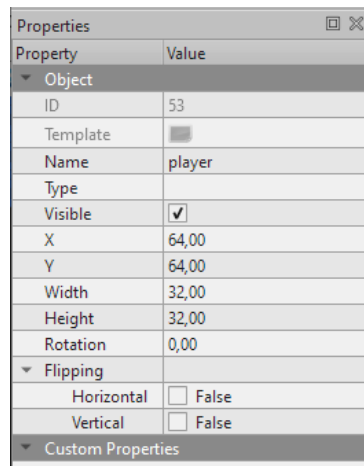 Properties
Property Value
Object
ID 53
Template
Name player
Type
Visible
X 64,00
Y 64,00
Width 32,00
Height 32,00
Rotation 0,00
Flipping
Horizontal False
Vertical False
Custom Properties